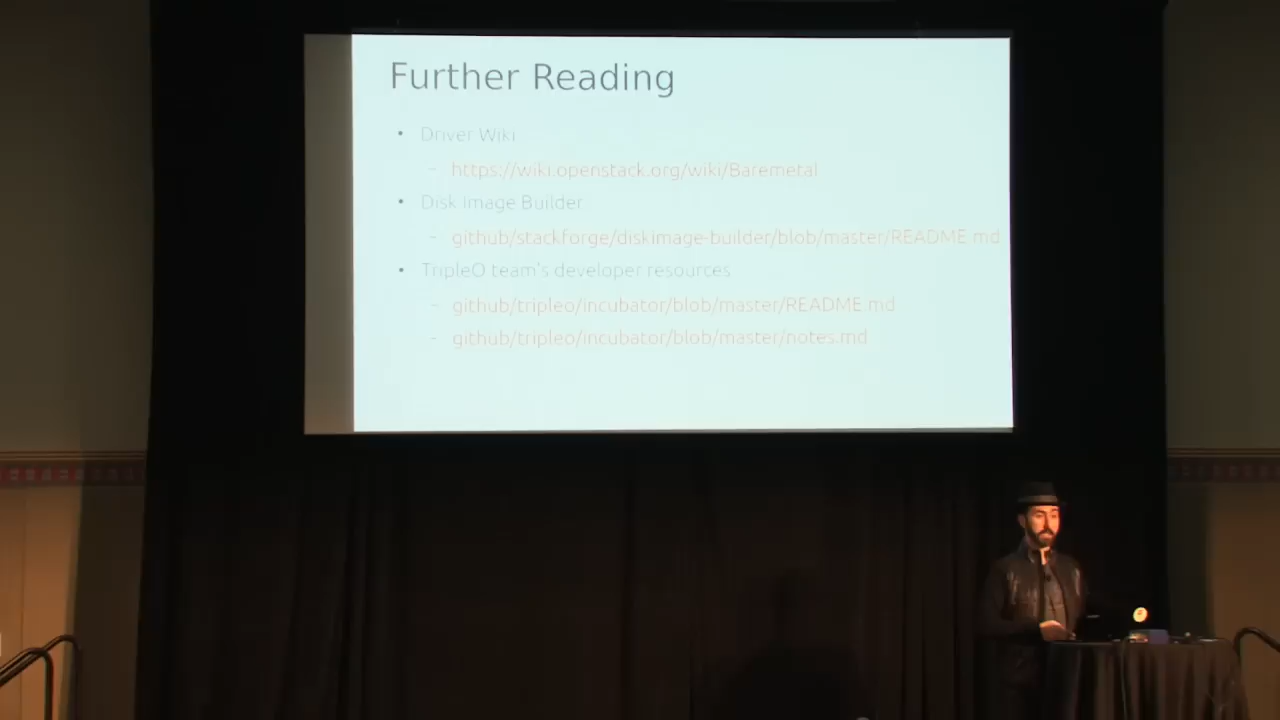 Further Reading
• Driver Wiki
– https://wiki.openstack.org/wiki/Baremetal
• Disk Image Builder
– github/stackforge/diskimage-builder/blob/master/README.md
• TripleO team's developer resources
– github/tripleo/incubator/blob/master/README.md
– github/tripleo/incubator/blob/master/notes.md